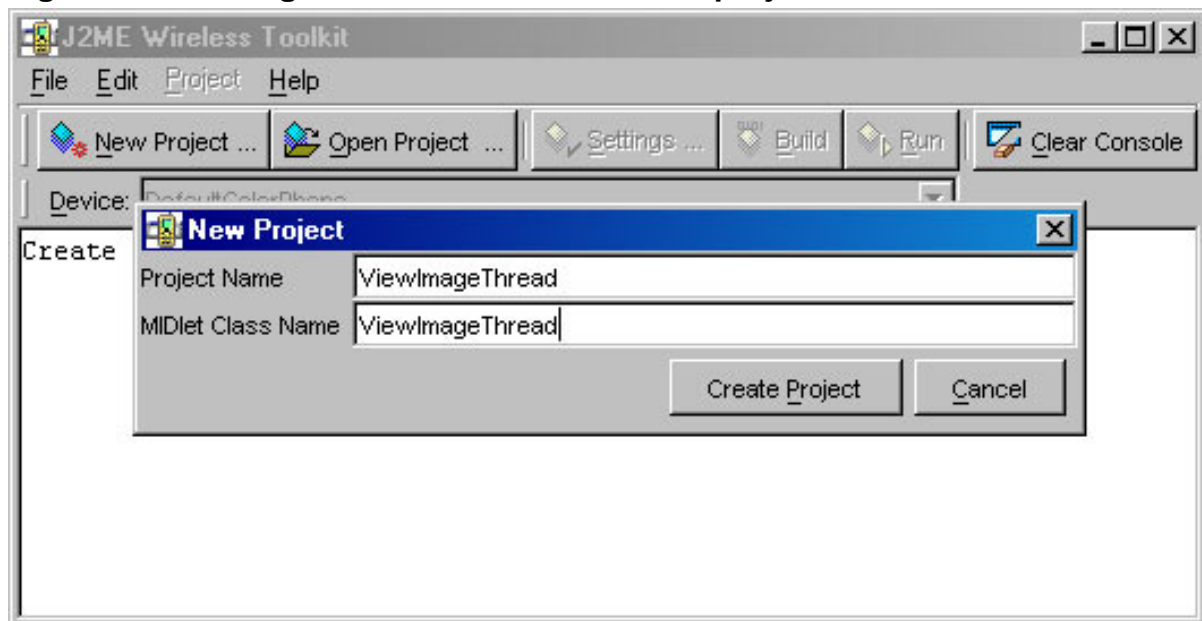 J2ME Wireless Toolkit
File Edit Project Help
New Project ... Open Project ... Settings ... Build Run Clear Console
Device: DefaultColorPhone
New Project
Create
Project Name ViewImageThread
MIDlet Class Name ViewImageThread
Create Project Cancel